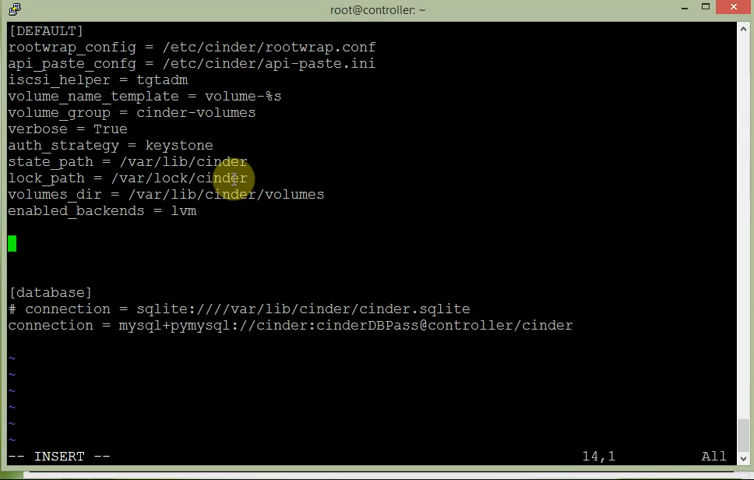 root@controller: ~
[DEFAULT]
rootwrap_config = /etc/cinder/rootwrap.conf
api_paste_confg = /etc/cinder/api-paste.ini
iscsi_helper = tgtadm
volume_name_template = volume-%s
volume_group = cinder-volumes
verbose = True
auth_strategy = keystone
state_path = /var/lib/cinder
lock_path = /var/lock/cinder
volumes_dir = /var/lib/cinder/volumes
enabled_backends = lvm
[database]
# connection = sqlite:////var/lib/cinder/cinder.sqlite
connection = mysql+pymysql://cinder:cinderDBPass@controller/cinder
~
~
~
~
~
~
-- INSERT -- 14,1 All